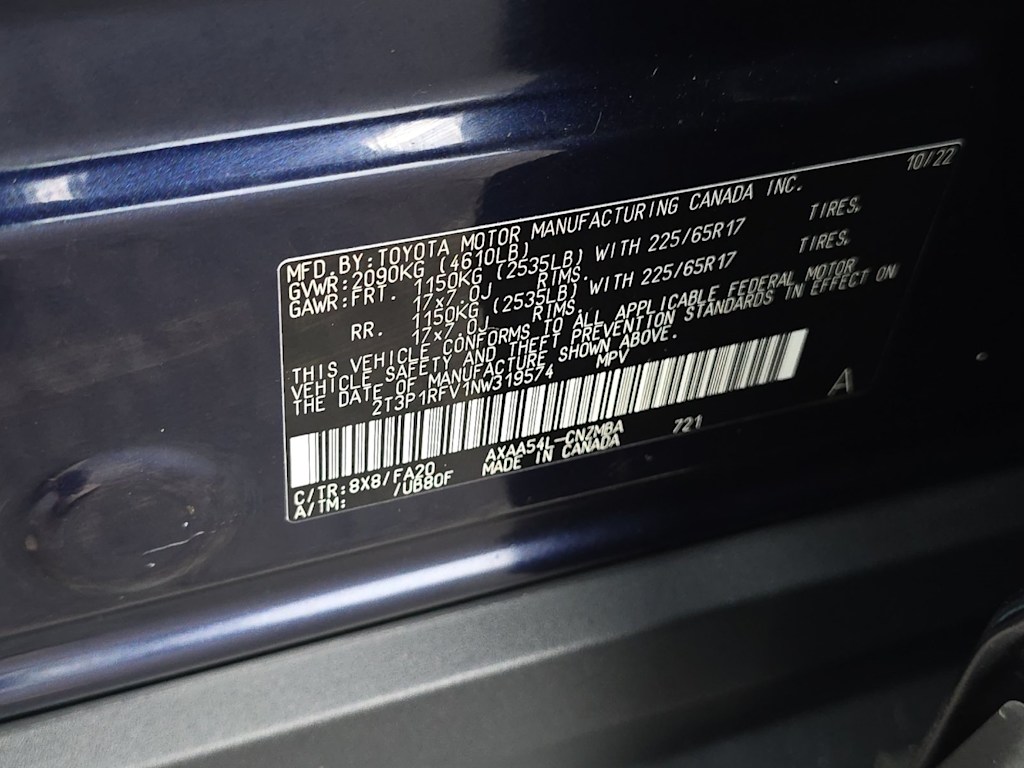 10/22
MFD. BY: TOYOTA MOTOR MANUFACTURING CANADA INC.
GVWR: 2090KG (4610LB)
GAWR: FRT. 1150KG (2535LB) WITH 225/65R17 TIRES,
17x7.0J RIMS.
RR. 1150KG (2535LB) WITH 225/65R17 TIRES,
17x7.0J RIMS.
THIS VEHICLE CONFORMS TO ALL APPLICABLE FEDERAL MOTOR
VEHICLE SAFETY AND THEFT PREVENTION STANDARDS IN EFFECT ON
THE DATE OF MANUFACTURE SHOWN ABOVE.
2T3P1RFV1NW319574 MPV
A
C/TR: 8X8/FA20 AXAA54L-CNZMBA 721
A/TM: /UB80F MADE IN CANADA